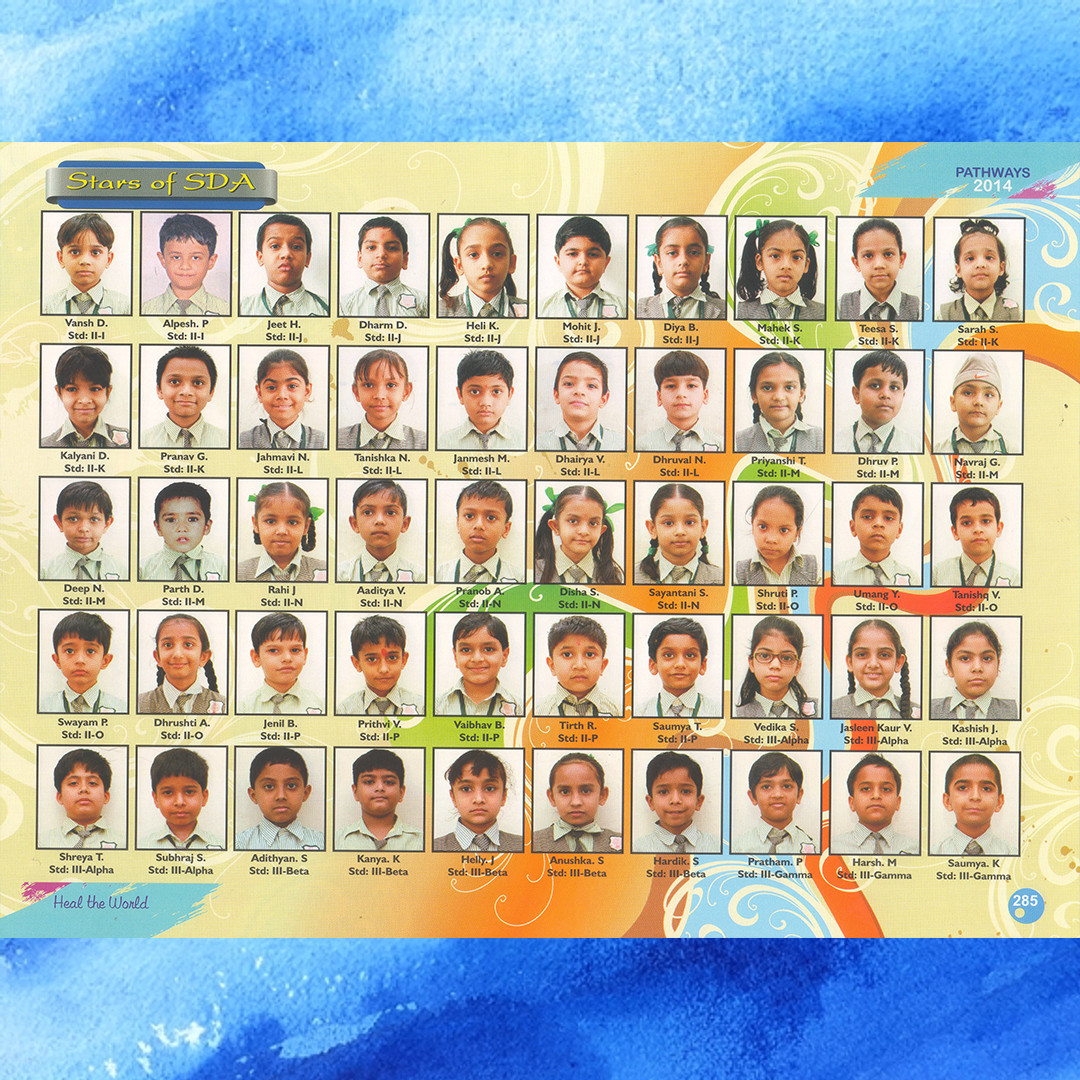 Stars of SDA
PATHWAYS
2014
Vansh D.
Std: II-I
Alpesh. P
Std: II-I
Jeet H.
Std: II-J
Dharm D.
Std: II-J
Heli K.
Std: II-J
Mohit J.
Std: II-J
Diya B.
Std: II-J
Mahek S.
Std: II-K
Teesa S.
Std: II-K
Sarah S.
Std: II-K
Kalyani D.
Std: II-K
Pranav G.
Std: II-K
Jahmavi N.
Std: II-L
Tanishka N.
Std: II-L
Janmesh M.
Std: II-L
Dhairya V.
Std: II-L
Dhruval N.
Std: II-L
Priyanshi T.
Std: II-M
Dhruv P.
Std: II-M
Navraj G.
Std: II-M
Deep N.
Std: II-M
Parth D.
Std: II-M
Rahi J
Std: II-N
Aaditya V.
Std: II-N
Pranob A.
Std: II-N
Disha S.
Std: II-N
Sayantani S.
Std: II-N
Shruti P.
Std: II-O
Umang Y.
Std: II-O
Tanishq V.
Std: II-O
Swayam P.
Std: II-O
Dhrushti A.
Std: II-O
Jenil B.
Std: II-P
Prithvi V.
Std: II-P
Vaibhav B.
Std: II-P
Tirth R.
Std: II-P
Saumya T.
Std: II-P
Vedika S.
Std: III-Alpha
Jasleen Kaur V.
Std: III-Alpha
Kashish J.
Std: III-Alpha
Shreya T.
Std: III-Alpha
Subhraj S.
Std: III-Alpha
Adithyan. S
Std: III-Beta
Kanya. K
Std: III-Beta
Helly. J
Std: III-Beta
Anushka. S
Std: III-Beta
Hardik. S
Std: III-Beta
Pratham. P
Std: III-Gamma
Harsh. M
Std: III-Gamma
Saumya. K
Std: III-Gamma
Heal the World
285